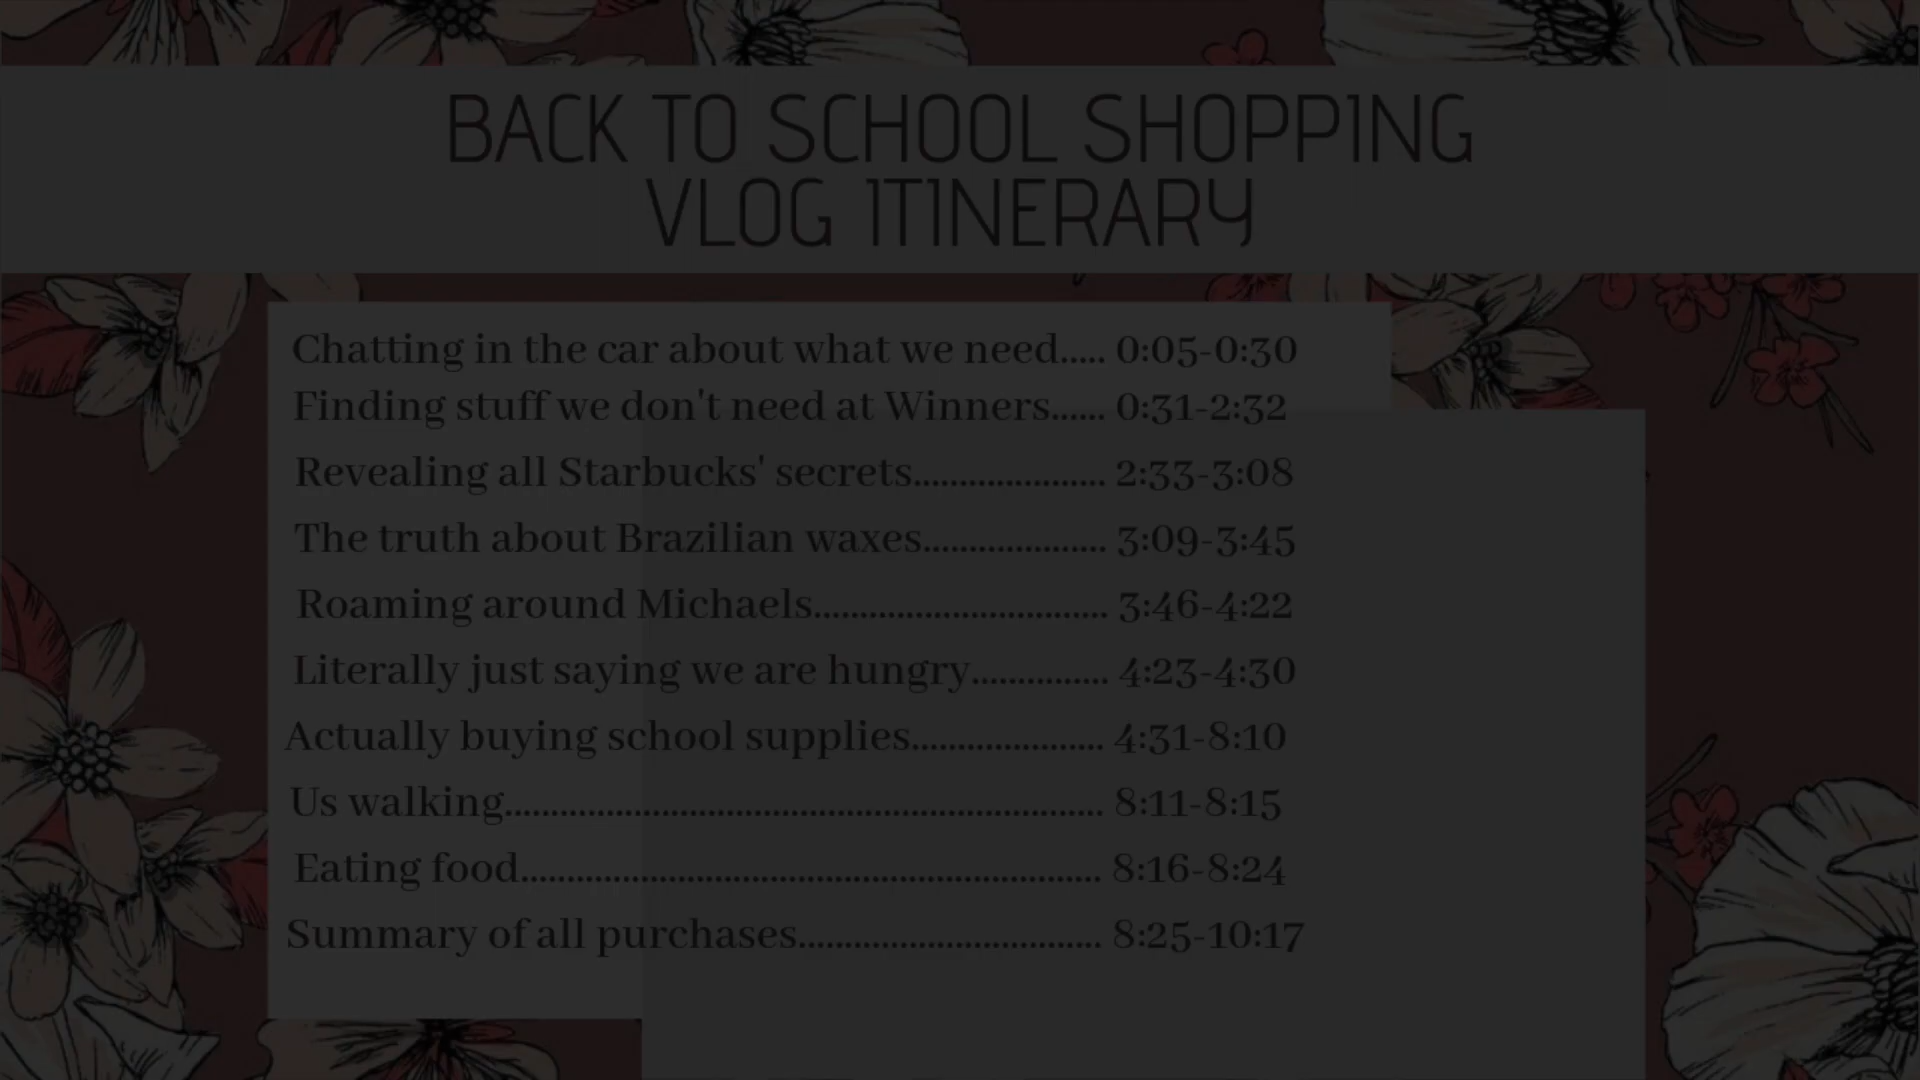 BACK TO SCHOOL SHOPPING
VLOG ITINERARY
Chatting in the car about what we need..... 0:05-0:30
Finding stuff we don't need at Winners...... 0:31-2:32
Revealing all Starbucks' secrets..................... 2:33-3:08
The truth about Brazilian waxes.................... 3:09-3:45
Roaming around Michaels................................ 3:46-4:22
Literally just saying we are hungry............... 4:23-4:30
Actually buying school supplies..................... 4:31-8:10
Us walking................................................................. 8:11-8:15
Eating food............................................................... 8:16-8:24
Summary of all purchases................................. 8:25-10:17